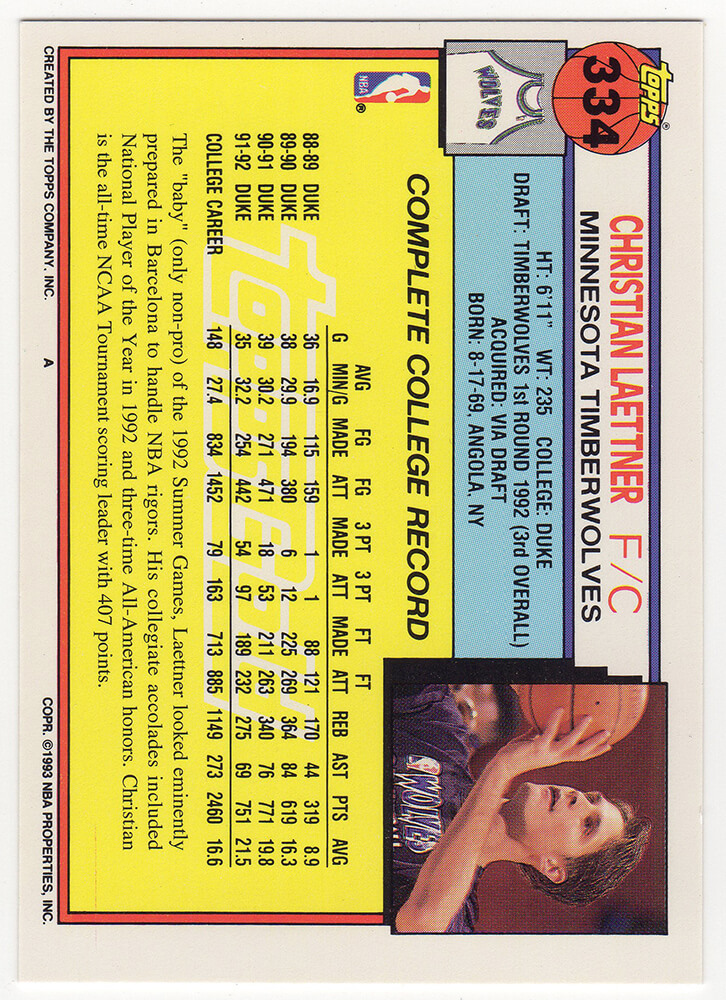 topps®
334
CHRISTIAN LAETTNER F/C
MINNESOTA TIMBERWOLVES
WOLVES
HT: 6'11" WT: 235 COLLEGE: DUKE
DRAFT: TIMBERWOLVES 1st ROUND 1992 (3rd OVERALL)
ACQUIRED: VIA DRAFT
BORN: 8-17-69, ANGOLA, NY
WOLVES
NBA ®
COMPLETE COLLEGE RECORD
AVG FG FG 3 PT 3 PT FT FT
G MIN/G MADE ATT MADE ATT MADE ATT REB AST PTS AVG
88-89 DUKE 36 16.9 115 159 1 1 88 121 170 44 319 8.9
89-90 DUKE 38 29.9 194 380 6 12 225 269 364 84 619 16.3
90-91 DUKE 39 30.2 271 471 18 53 211 263 340 76 771 19.8
91-92 DUKE 35 32.2 254 442 54 97 189 232 275 69 751 21.5
COLLEGE CAREER 148 27.4 834 1452 79 163 713 885 1149 273 2460 16.6
The "baby" (only non-pro) of the 1992 Summer Games, Laettner looked eminently
prepared in Barcelona to handle NBA rigors. His collegiate accolades included
National Player of the Year in 1992 and three-time All-American honors. Christian
is the all-time NCAA Tournament scoring leader with 407 points.
CREATED BY THE TOPPS COMPANY, INC. A COPR. ©1993 NBA PROPERTIES, INC.